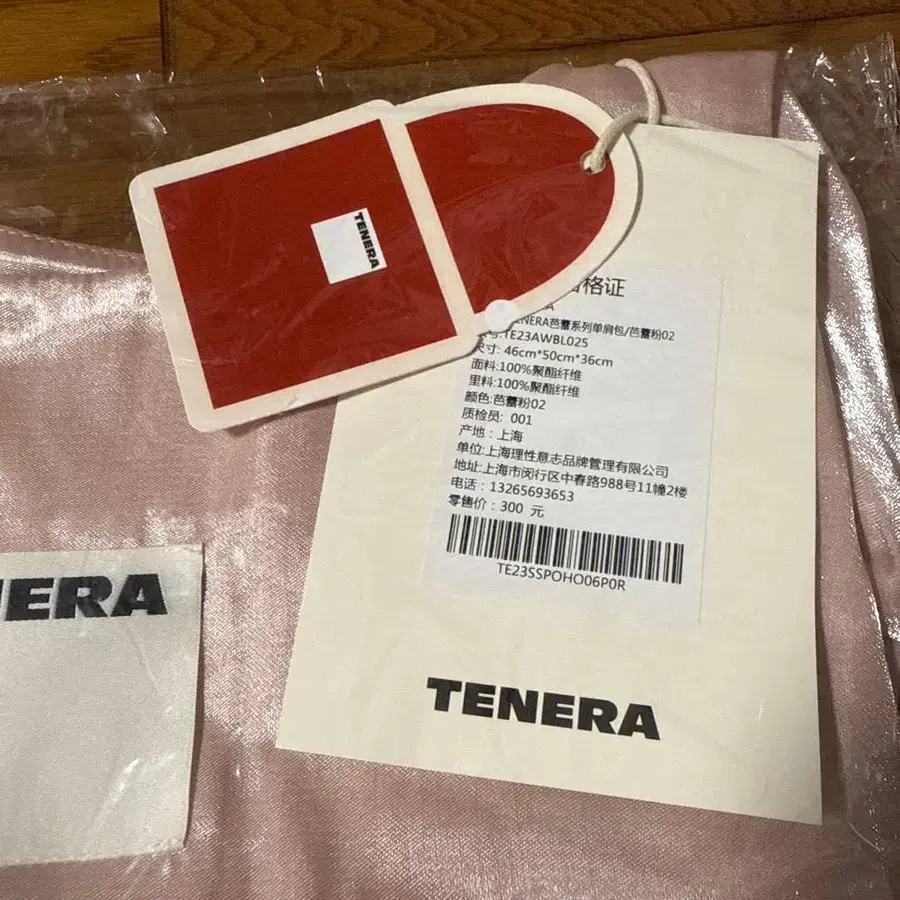 TENERA
格证
A
ENERA芭蕾系列单肩包/芭蕾粉02
号:TE23AWBL025
尺寸: 46cm*50cm*36cm
面料:100%聚酯纤维
里料:100%聚酯纤维
颜色:芭蕾粉02
质检员: 001
产地：上海
单位:上海理性意志品牌管理有限公司
地址:上海市闵行区中春路988号11幢2楼
电话：13265693653
零售价：300 元
TE23SSPOHO06P0R
NERA
TENERA